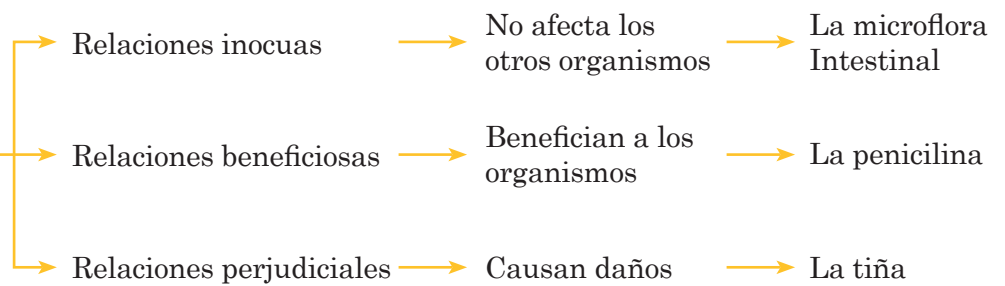 Relaciones inocuas
No afecta los
otros organismos
La microflora
Intestinal
Relaciones beneficiosas
Benefician a los
organismos
La penicilina
Relaciones perjudiciales
Causan daños
La tiña